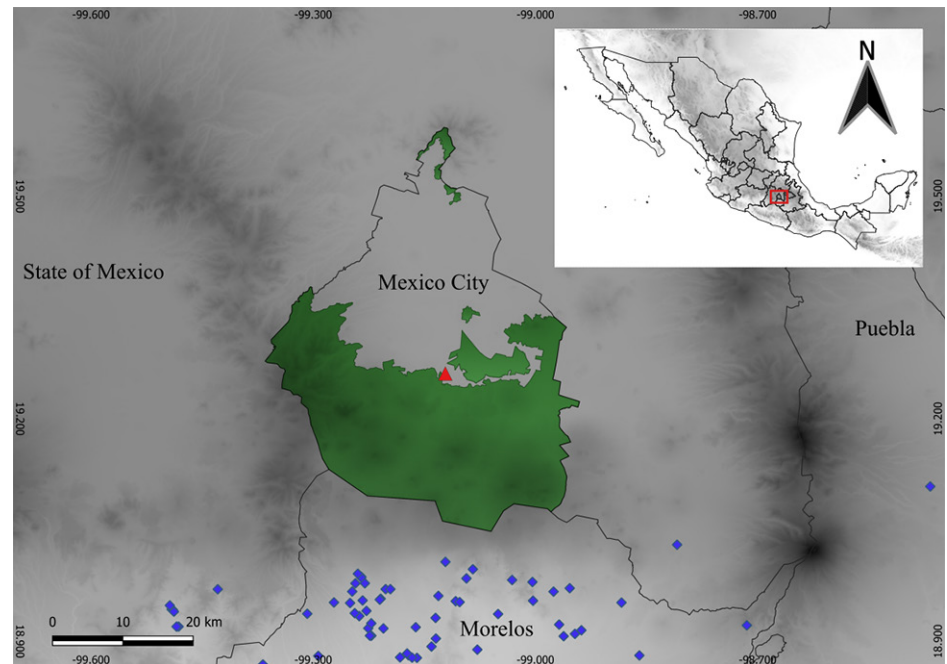 -99.600 -99.300 -99.000 -98.700
N
19.500 19.500
State of Mexico
Mexico City
Puebla
19.200 19.200
0 10 20 km
Morelos
18.900 18.900
-99.600 -99.300 -99.000 -98.700